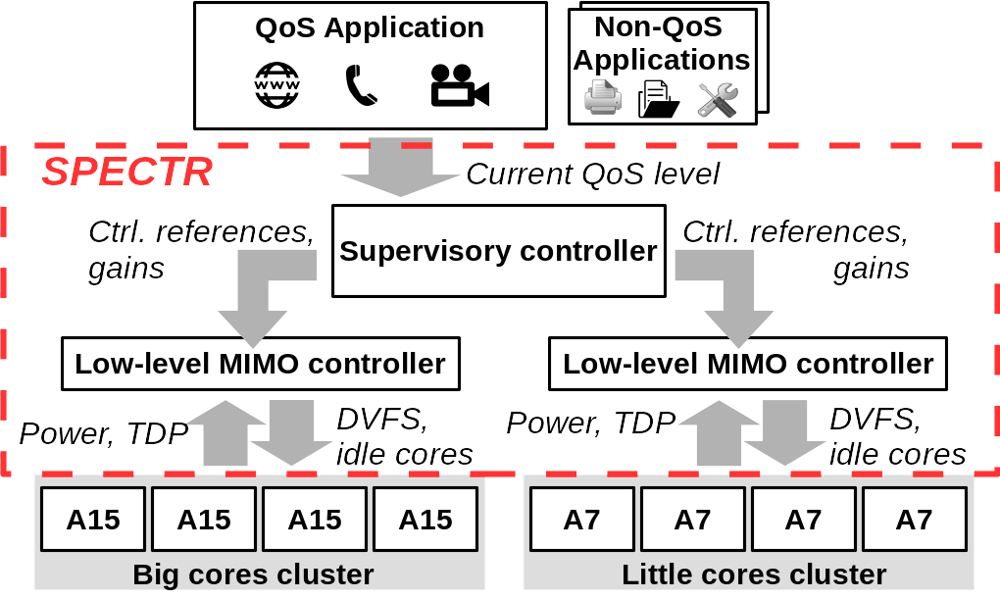 QoS Application
www
Non-QoS
Applications
SPECTR
Current QoS level
Ctrl. references,
gains
Supervisory controller
Ctrl. references,
gains
Low-level MIMO controller
Low-level MIMO controller
Power, TDP
DVFS,
idle cores
Power, TDP
DVFS,
idle cores
A15
A15
A15
A15
A7
A7
A7
A7
Big cores cluster
Little cores cluster